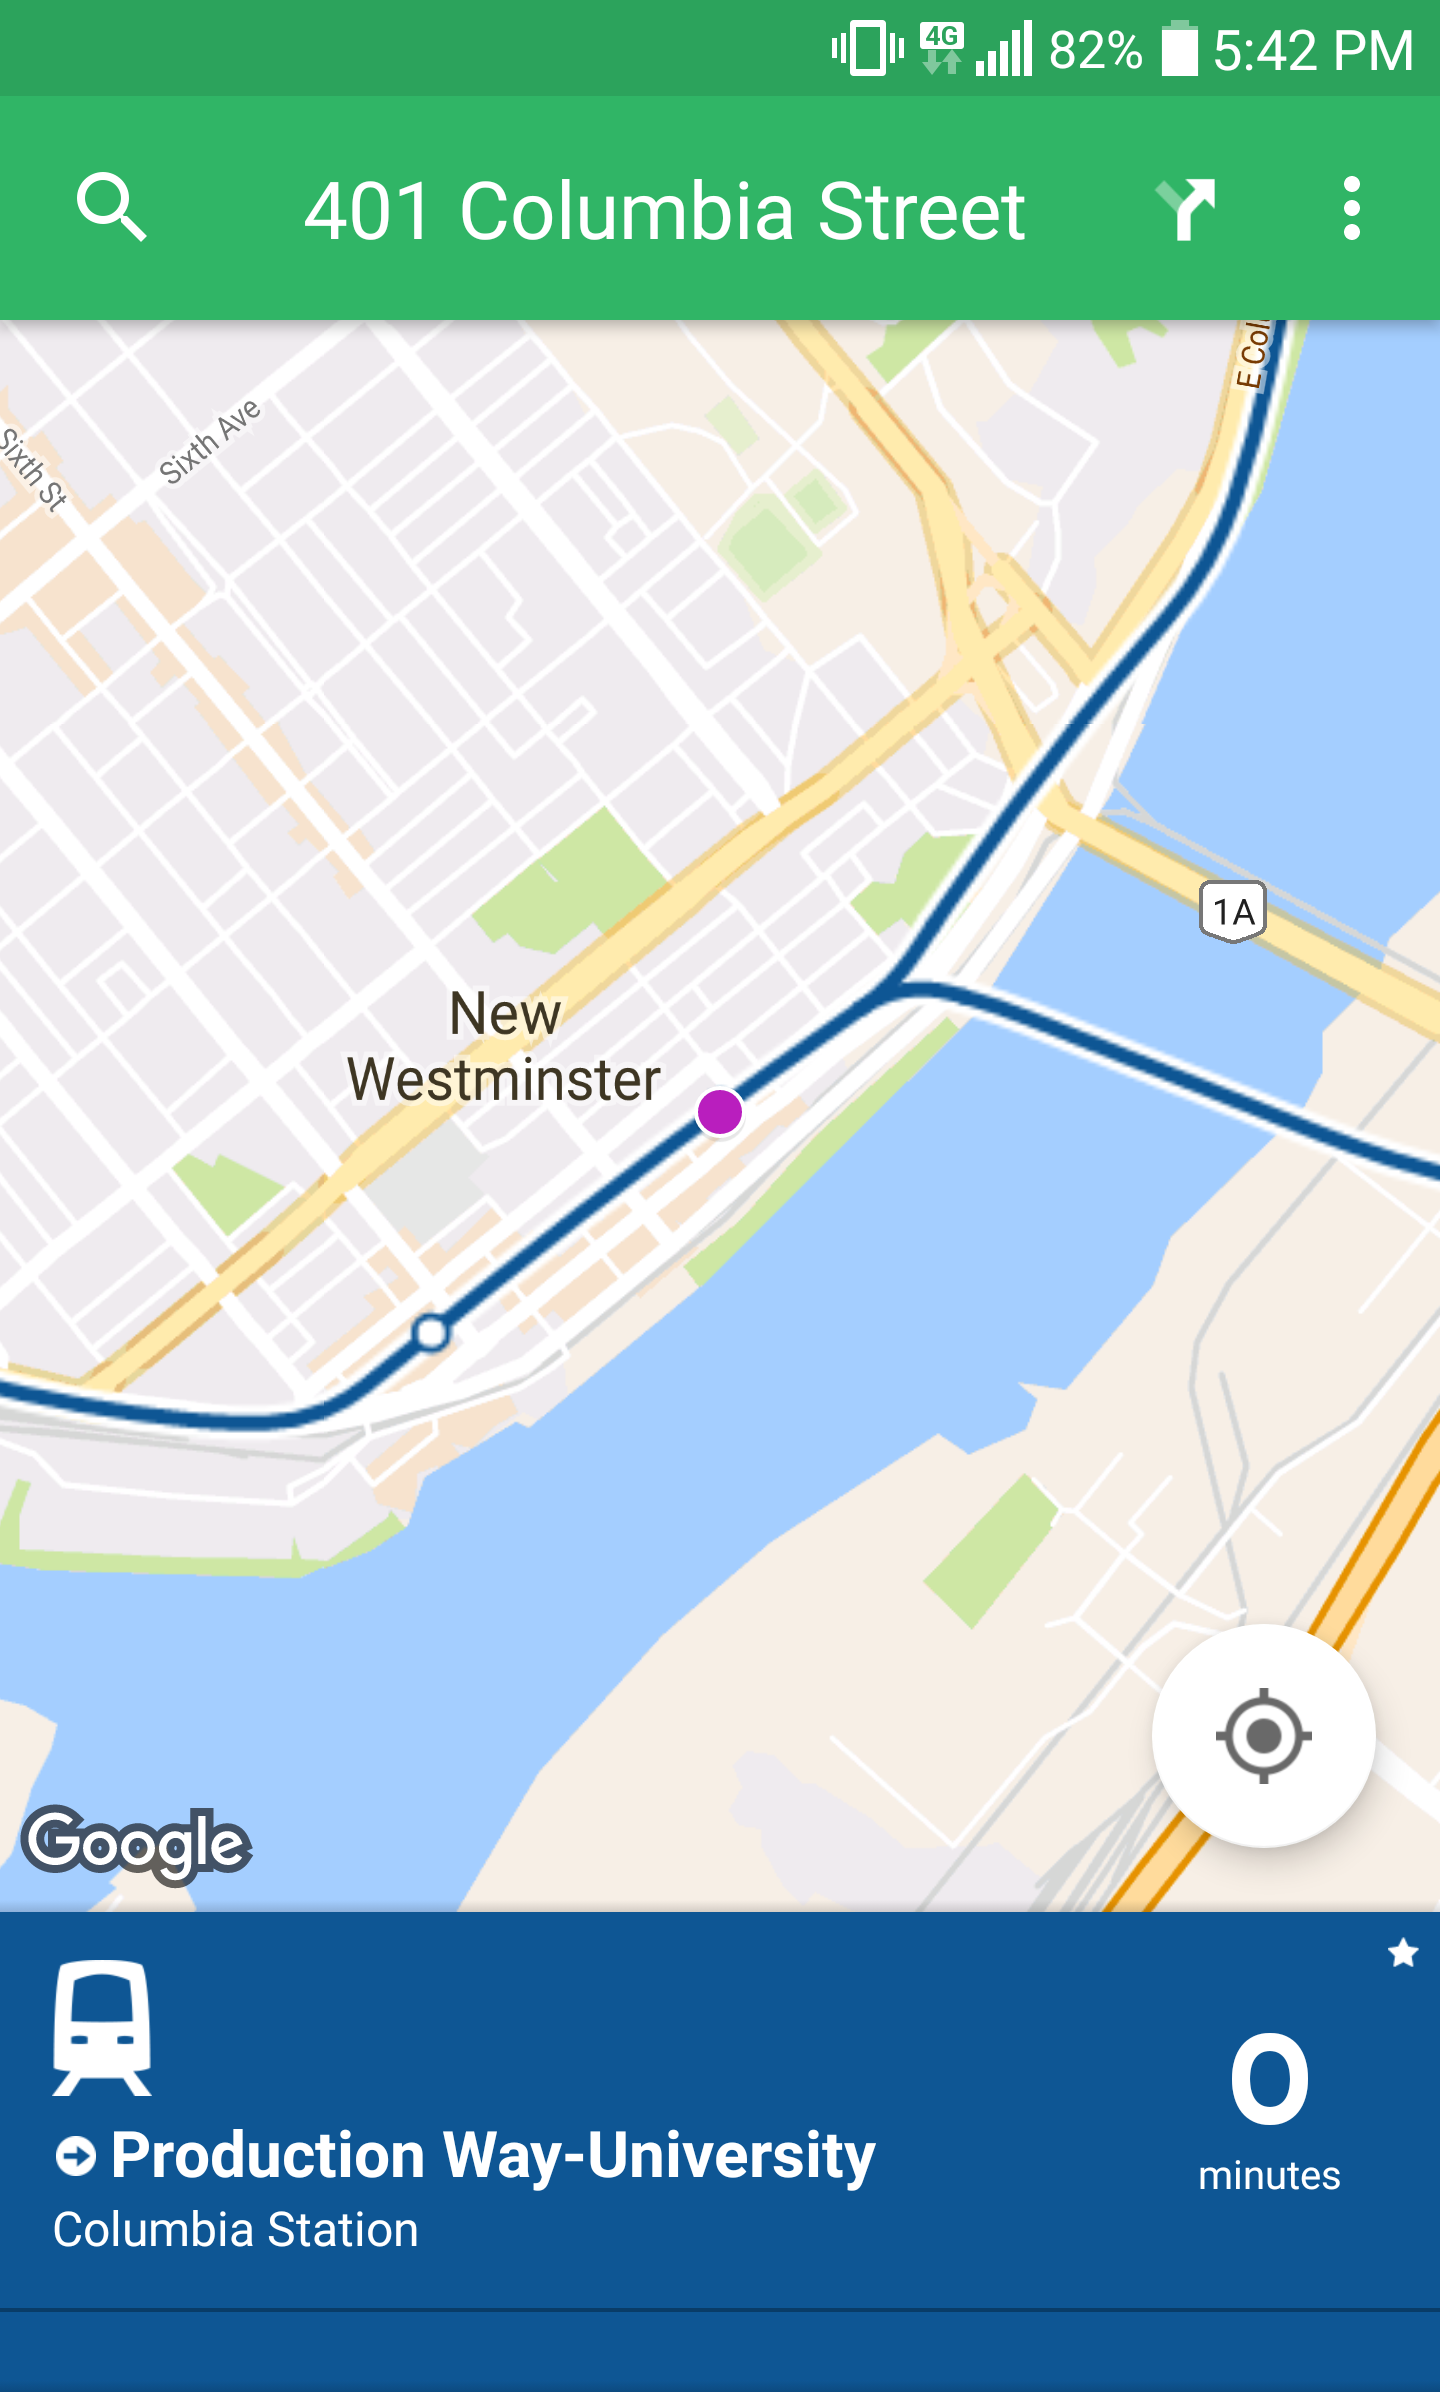 4G 82% 5:42 PM
401 Columbia Street
E Col
Sixth Ave
Sixth St
1A
New
Westminster
Google
Production Way-University
0
minutes
Columbia Station